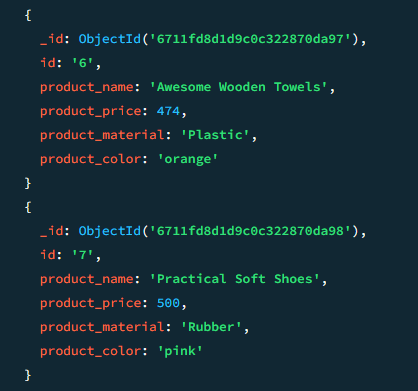 {
_id: ObjectId('6711fd8d1d9c0c322870da97'),
id: '6',
product_name: 'Awesome Wooden Towels',
product_price: 474,
product_material: 'Plastic',
product_color: 'orange'
}
{
_id: ObjectId('6711fd8d1d9c0c322870da98'),
id: '7',
product_name: 'Practical Soft Shoes',
product_price: 500,
product_material: 'Rubber',
product_color: 'pink'
}